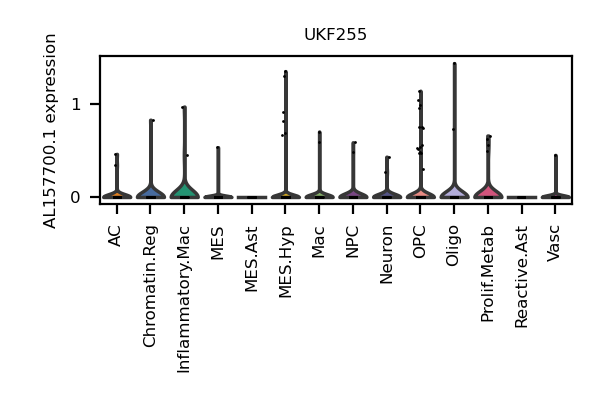 UKF255
AL157700.1 expression
1
0
AC
Chromatin.Reg
Inflammatory.Mac
MES
MES.Ast
MES.Hyp
Mac
NPC
Neuron
OPC
Oligo
Prolif.Metab
Reactive.Ast
Vasc